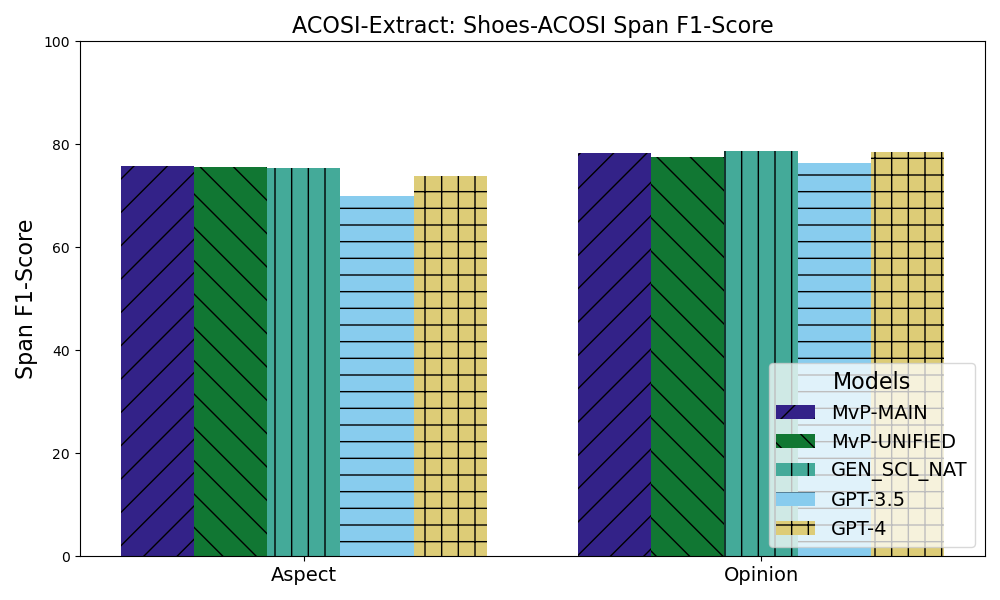 ACOSI-Extract: Shoes-ACOSI Span F1-Score
Span F1-Score
100
80
60
40
20
0
Aspect
Opinion
Models
MvP-MAIN
MvP-UNIFIED
GEN_SCL_NAT
GPT-3.5
GPT-4